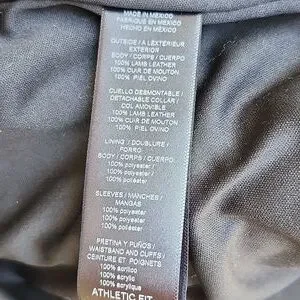 MADE IN MEXICO
FABRIQUÉ EN MEXIQUE
HECHO EN MEXICO
OUTSIDE / A L'EXTERIEUR
EXTERIOR
BODY / CORPS / CUERPO
100% LAMB LEATHER
100% CUIR DE MOUTON
100% PIEL OVINO
CUELLO DESMONTABLE /
DETACHABLE COLLAR /
COL AMOVIBLE
100% LAMB LEATHER
100% CUIR DE MOUTON
100% PIEL OVINO
LINING / DOUBLURE /
FORRO
BODY / CORPS / CUERPO
100% polyester
100% polyester
100% poliéster
SLEEVES / MANCHES /
MANGAS
100% polyester
100% polyester
100% poliéster
PRETINA Y PUÑOS /
WAISTBAND AND CUFFS /
CEINTURE ET POIGNETS
100% acrílico
100% acrylic
100% acrylic
ATHLETIC FIT